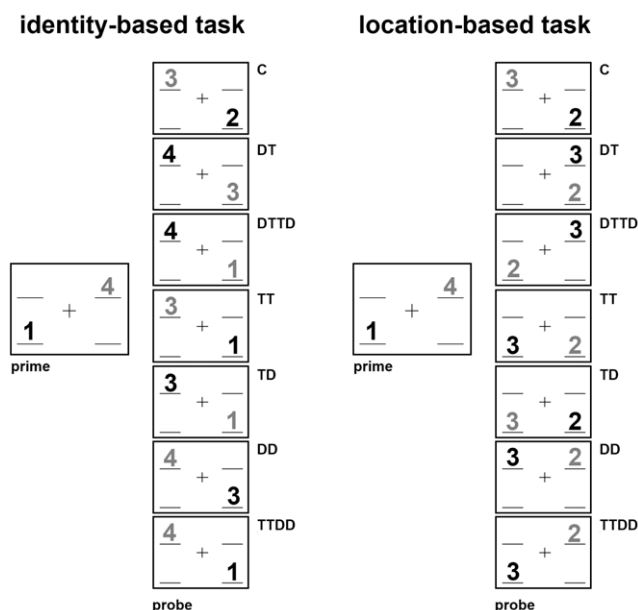 identity-based task
location-based task
3
2
C
3
2
C
4
3
DT
3
2
DT
4
1
DTTD
3
2
DTTD
4
1
prime
4
1
prime
3
1
TT
3 2
TT
3
1
TD
3 2
TD
4
3
DD
3 2
DD
4
1
TTDD
2
3
TTDD
probe
probe